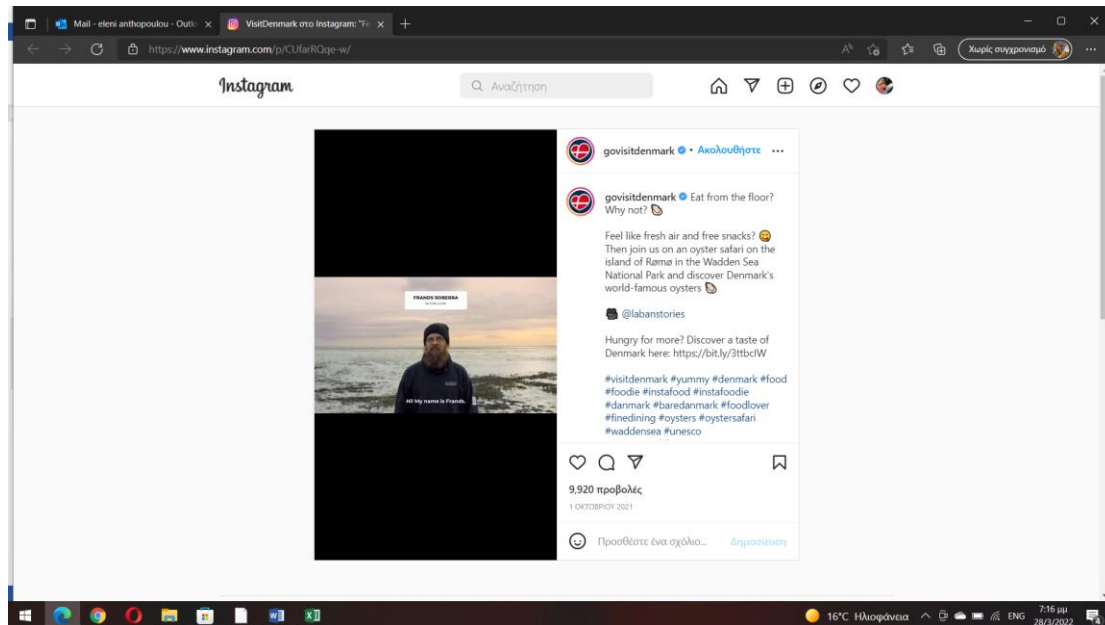 Mail - eleni anthopoulou - Outlo
VisitDenmark στο Instagram: "Fe
https://www.instagram.com/p/CUfarRQqe-w/
Χωρίς συγχρονισμό
Instagram
Αναζήτηση
govisitdenmark • Ακολουθήστε
govisitdenmark Eat from the floor?
Why not? 🦪
Feel like fresh air and free snacks? 😋
Then join us on an oyster safari on the
island of Rømø in the Wadden Sea
National Park and discover Denmark's
world-famous oysters 🦪
@labanstories
Hungry for more? Discover a taste of
Denmark here: https://bit.ly/3ttbclW
#visitdenmark #yummy #denmark #food
#foodie #instafood #instafoodie
#danmark #baredanmark #foodlover
#finedining #oysters #oystersafari
#waddensea #unesco
FRANDS SOBERRA
Hi! My name is Frands.
9,920 προβολές
1 ΟΚΤΩΒΡΙΟΥ 2021
Προσθέστε ένα σχόλιο...
Δημοσίευση
16°C Ηλιοφάνεια
ENG
7:16 μμ
28/3/2022